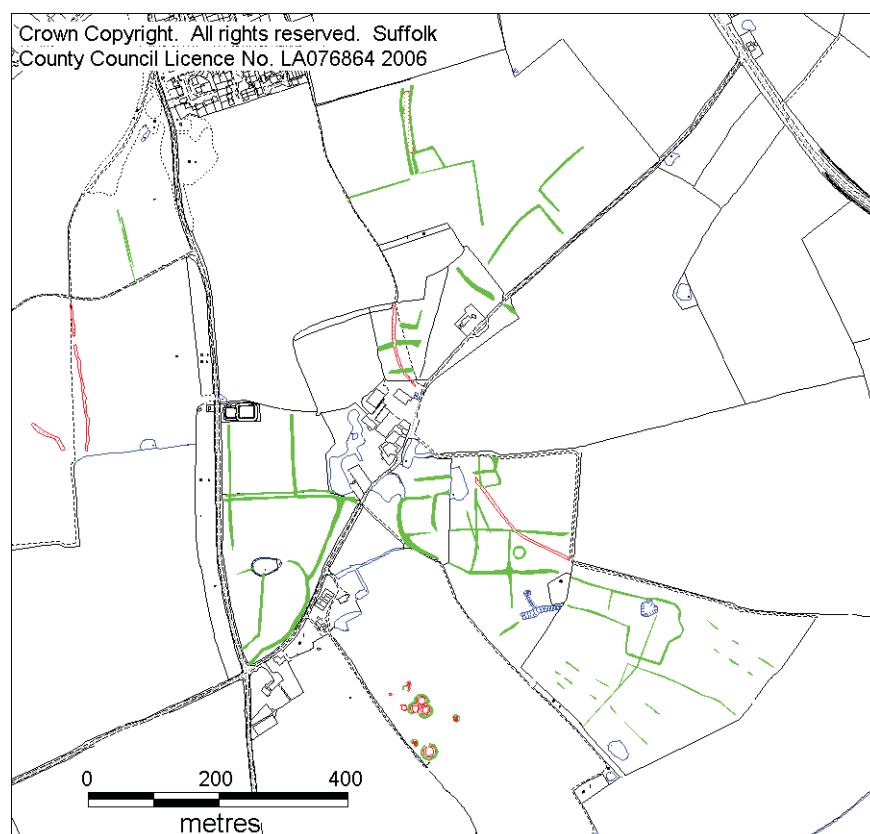 Crown Copyright.  All rights reserved.  Suffolk
County Council Licence No. LA076864 2006
0 200 400
metres